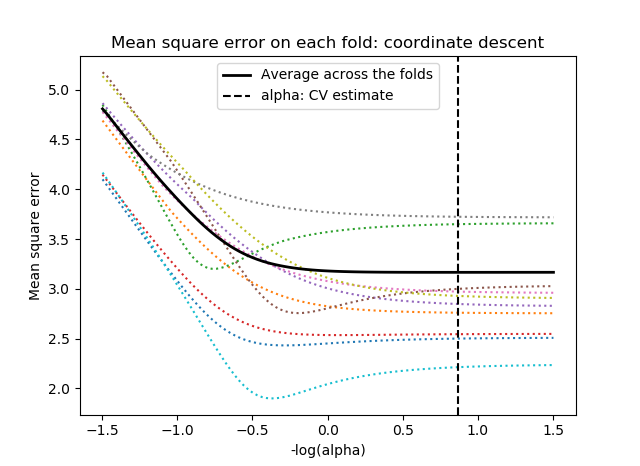 Mean square error on each fold: coordinate descent
Average across the folds
alpha: CV estimate
Mean square error
5.0
4.5
4.0
3.5
3.0
2.5
2.0
−1.5 −1.0 −0.5 0.0 0.5 1.0 1.5
-log(alpha)